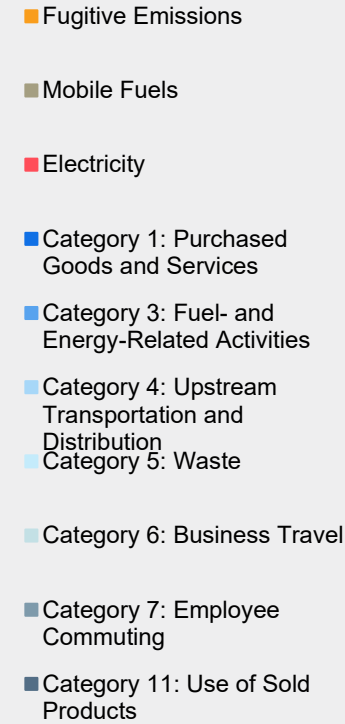 Fugitive Emissions
Mobile Fuels
Electricity
Category 1: Purchased
Goods and Services
Category 3: Fuel- and
Energy-Related Activities
Category 4: Upstream
Transportation and
Distribution
Category 5: Waste
Category 6: Business Travel
Category 7: Employee
Commuting
Category 11: Use of Sold
Products